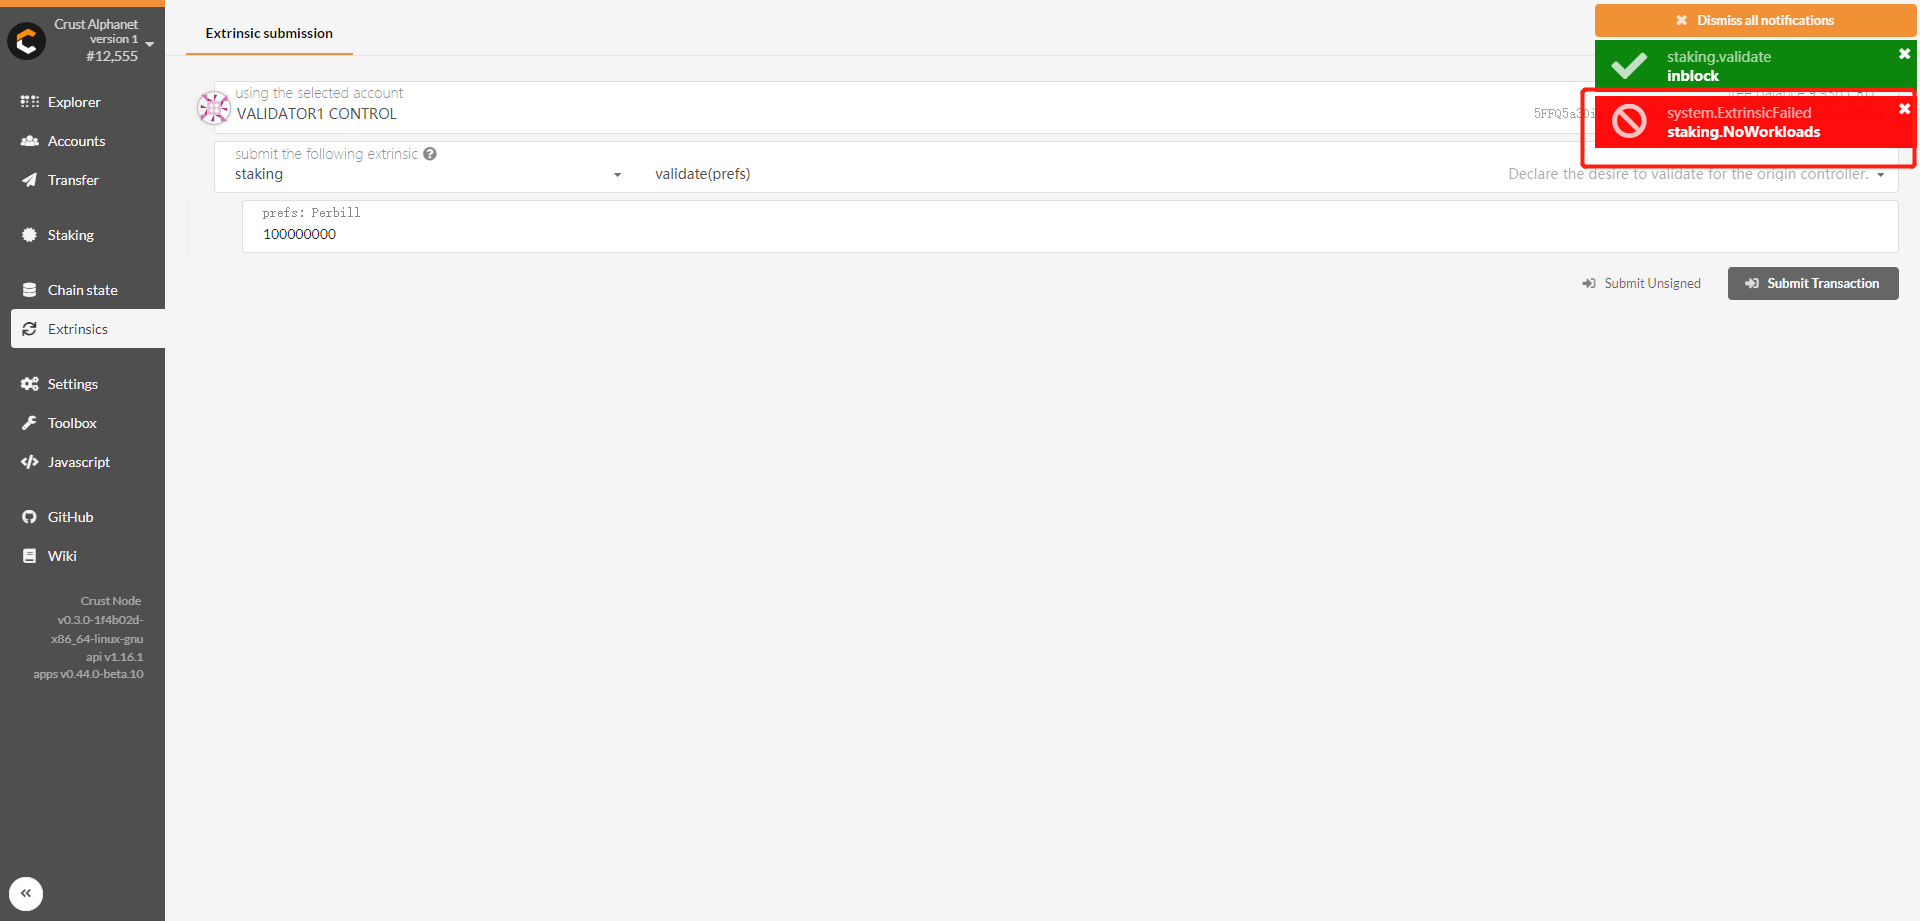 Crust Alphanet
version 1
#12,555
Explorer
Accounts
Transfer
Staking
Chain state
Extrinsics
Settings
Toolbox
Javascript
GitHub
Wiki
Crust Node
v0.3.0-1f4b02d-
x86_64-linux-gnu
api v1.16.1
apps v0.44.0-beta.10
Extrinsic submission
using the selected account
VALIDATOR1 CONTROL
submit the following extrinsic
staking
validate(prefs)
Declare the desire to validate for the origin controller.
prefs: Perbill
100000000
Submit Unsigned
Submit Transaction
Dismiss all notifications
staking.validate
inblock
system.ExtrinsicFailed
staking.NoWorkloads